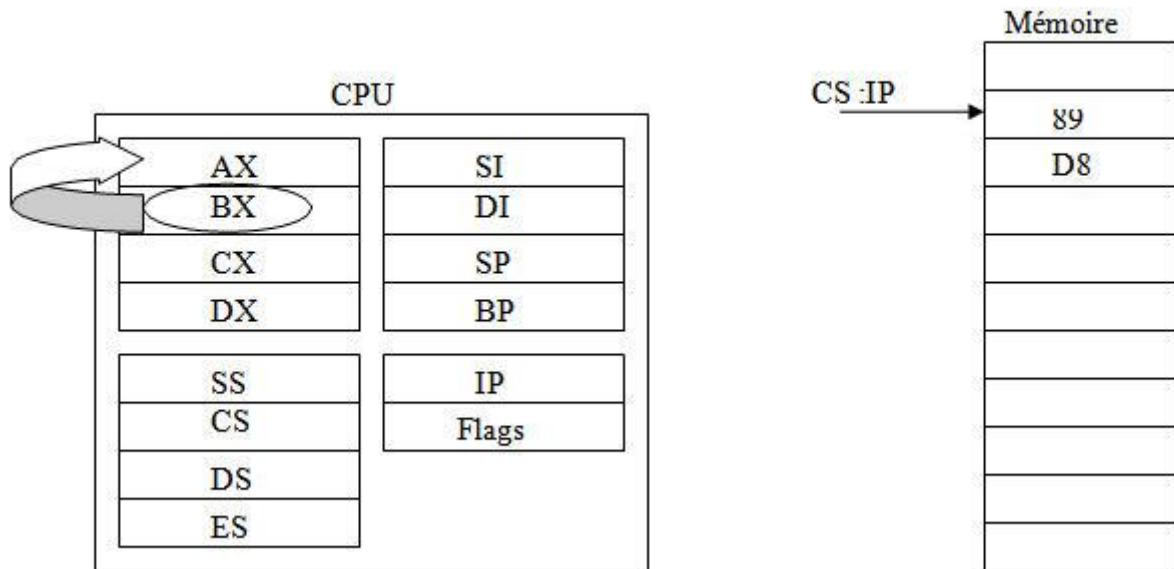 Mémoire
CPU
CS :IP
89
D8
AX
BX
CX
DX
SI
DI
SP
BP
SS
CS
DS
ES
IP
Flags